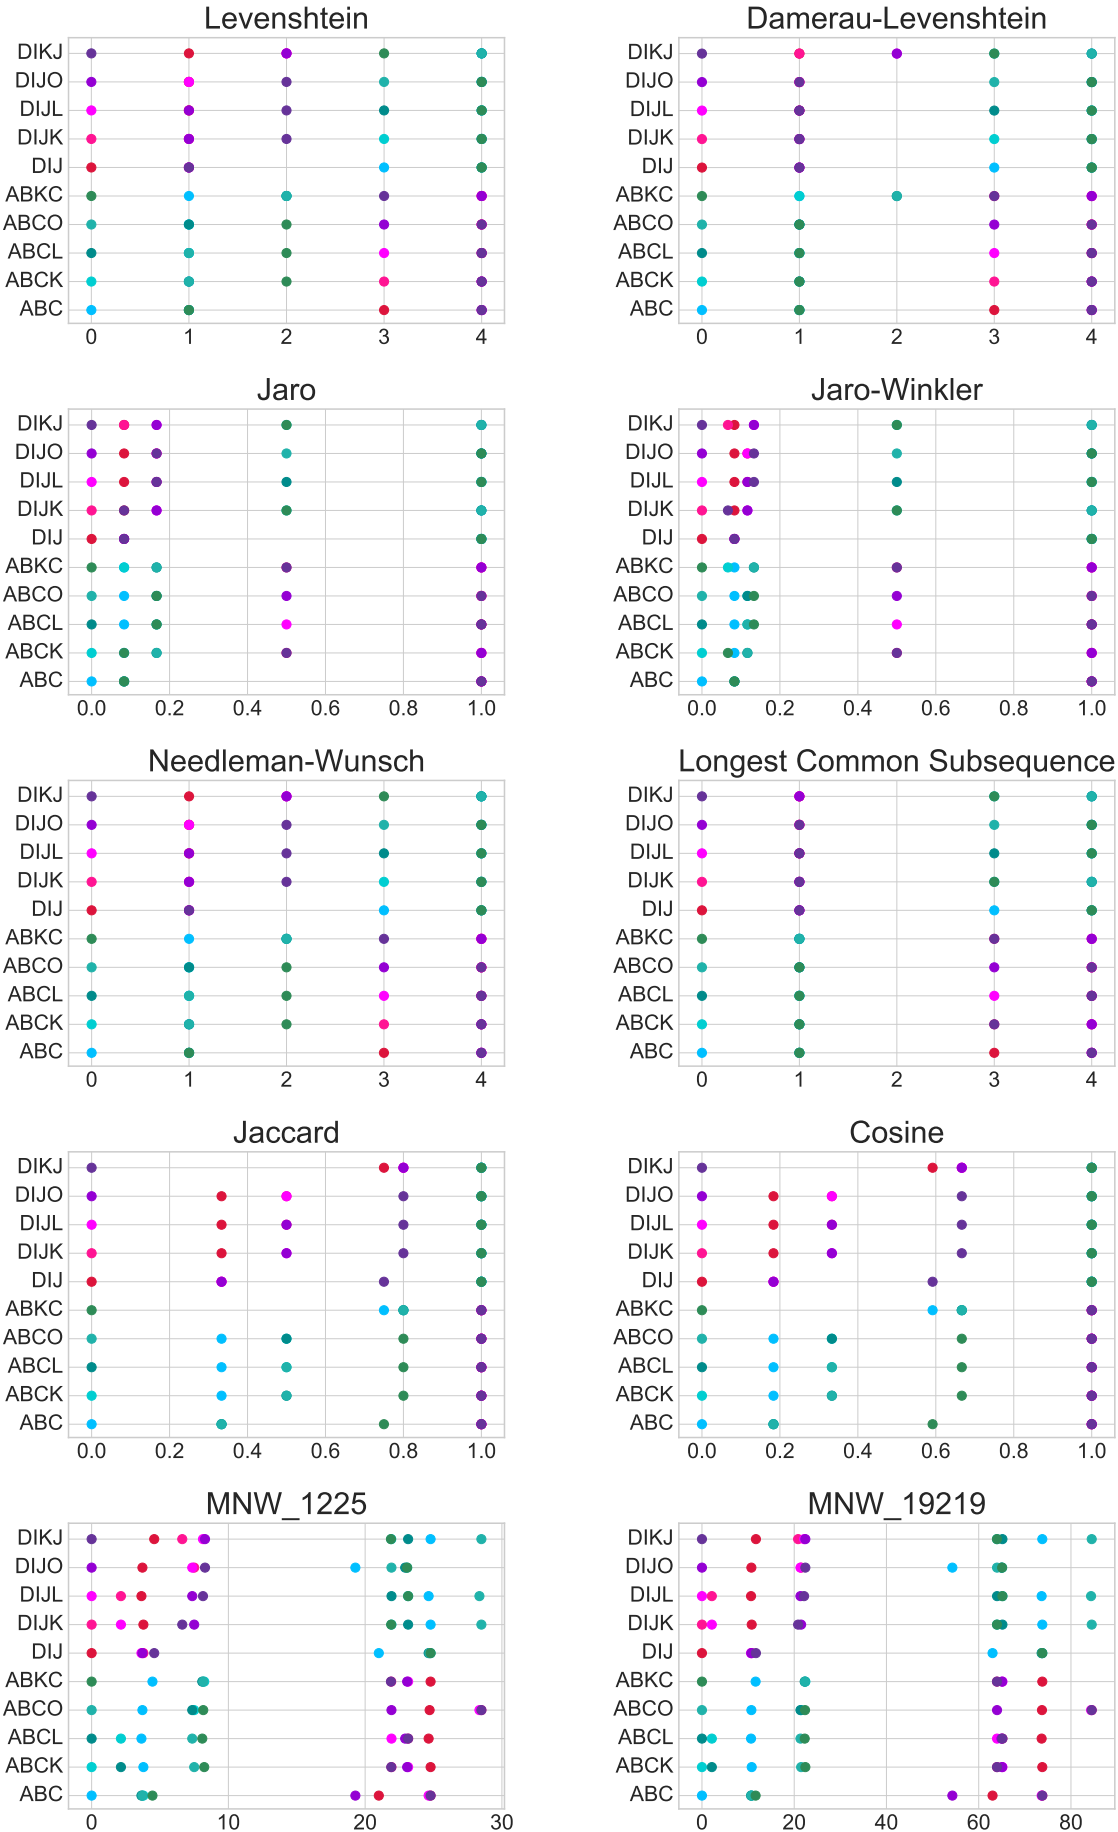 Levenshtein
DIKJ
DIJO
DIJL
DIJK
DIJ
ABKC
ABCO
ABCL
ABCK
ABC
0 1 2 3 4
Damerau-Levenshtein
DIKJ
DIJO
DIJL
DIJK
DIJ
ABKC
ABCO
ABCL
ABCK
ABC
0 1 2 3 4
Jaro
DIKJ
DIJO
DIJL
DIJK
DIJ
ABKC
ABCO
ABCL
ABCK
ABC
0.0 0.2 0.4 0.6 0.8 1.0
Jaro-Winkler
DIKJ
DIJO
DIJL
DIJK
DIJ
ABKC
ABCO
ABCL
ABCK
ABC
0.0 0.2 0.4 0.6 0.8 1.0
Needleman-Wunsch
DIKJ
DIJO
DIJL
DIJK
DIJ
ABKC
ABCO
ABCL
ABCK
ABC
0 1 2 3 4
Longest Common Subsequence
DIKJ
DIJO
DIJL
DIJK
DIJ
ABKC
ABCO
ABCL
ABCK
ABC
0 1 2 3 4
Jaccard
DIKJ
DIJO
DIJL
DIJK
DIJ
ABKC
ABCO
ABCL
ABCK
ABC
0.0 0.2 0.4 0.6 0.8 1.0
Cosine
DIKJ
DIJO
DIJL
DIJK
DIJ
ABKC
ABCO
ABCL
ABCK
ABC
0.0 0.2 0.4 0.6 0.8 1.0
MNW_1225
DIKJ
DIJO
DIJL
DIJK
DIJ
ABKC
ABCO
ABCL
ABCK
ABC
0 10 20 30
MNW_19219
DIKJ
DIJO
DIJL
DIJK
DIJ
ABKC
ABCO
ABCL
ABCK
ABC
0 20 40 60 80